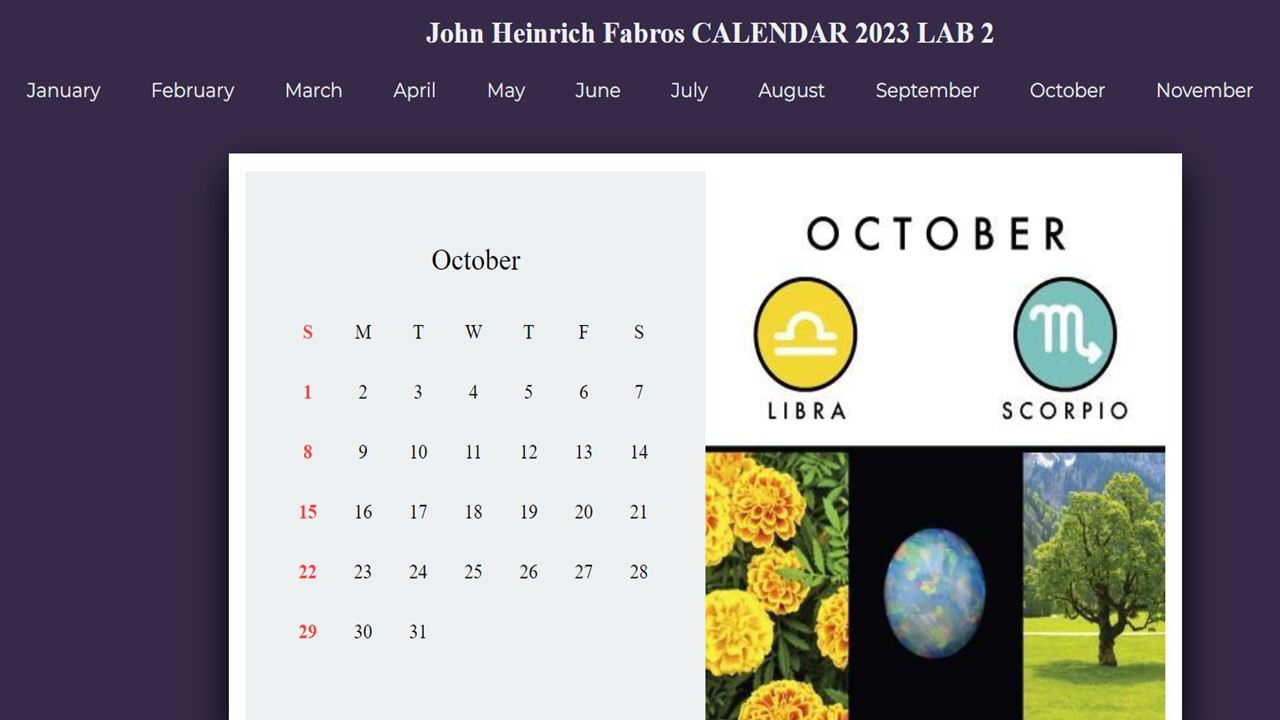 John Heinrich Fabros CALENDAR 2023 LAB 2
January February March April May June July August September October November
October
S M T W T F S
1 2 3 4 5 6 7
8 9 10 11 12 13 14
15 16 17 18 19 20 21
22 23 24 25 26 27 28
29 30 31
OCTOBER
LIBRA SCORPIO